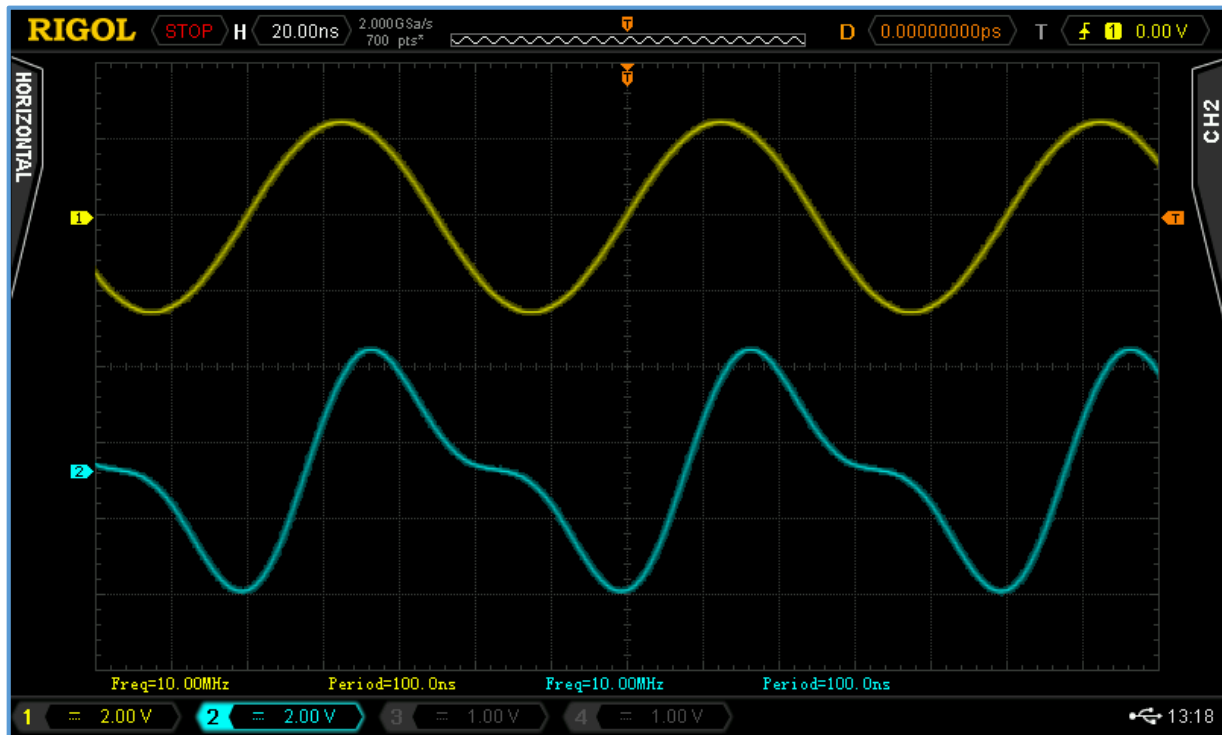 RIGOL STOP H 20.00ns 2.000GSa/s 700 pts* T D 0.00000000ps T 1 0.00 V
T
HORIZONTAL
CH2
1
T
2
Freq=10.00MHz Period=100.0ns Freq=10.00MHz Period=100.0ns
1 = 2.00 V 2 = 2.00 V 3 = 1.00 V 4 = 1.00 V 13:18